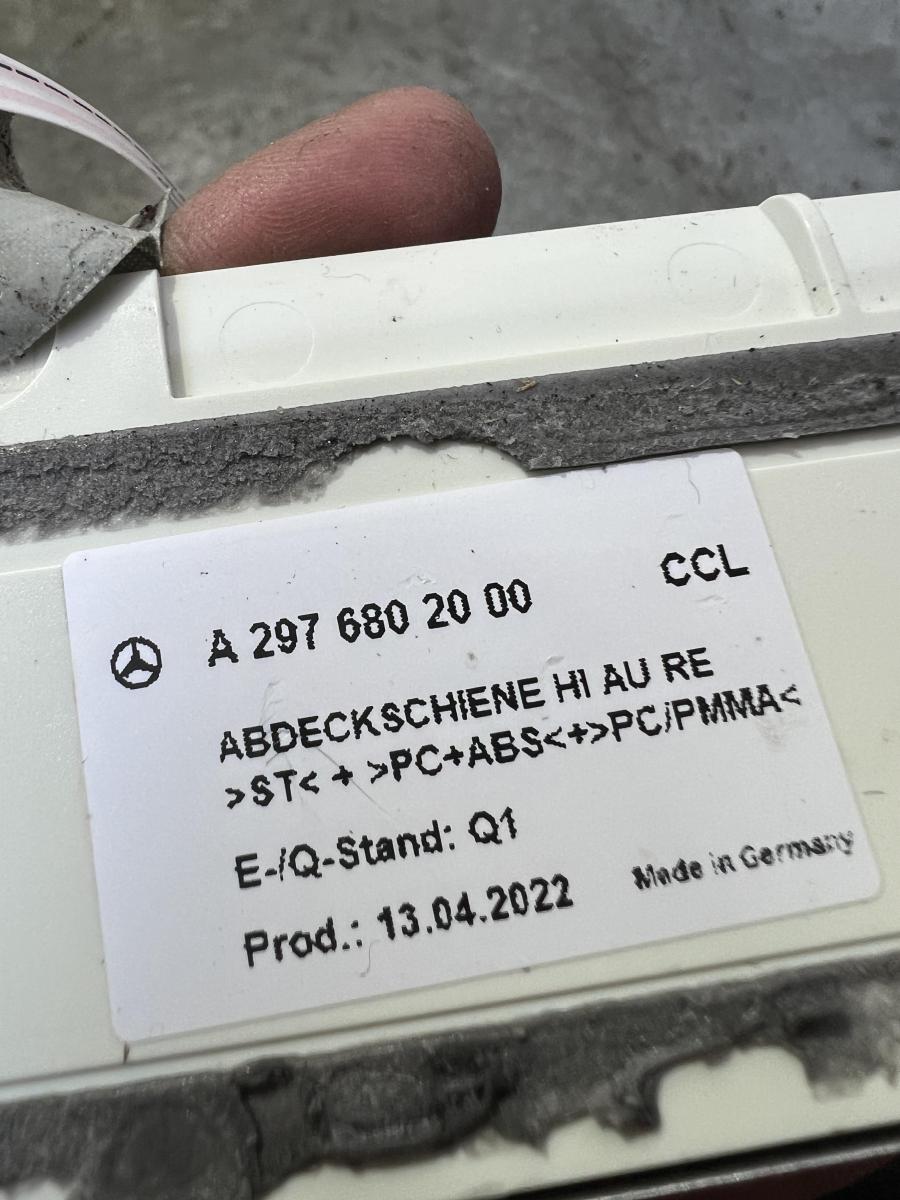 A 297 680 20 00 CCL
ABDECKSCHIENE HI AU RE
>ST< + >PC+ABS<+>PC/PMMA<
E-/Q-Stand: Q1
Prod.: 13.04.2022 Made in Germany